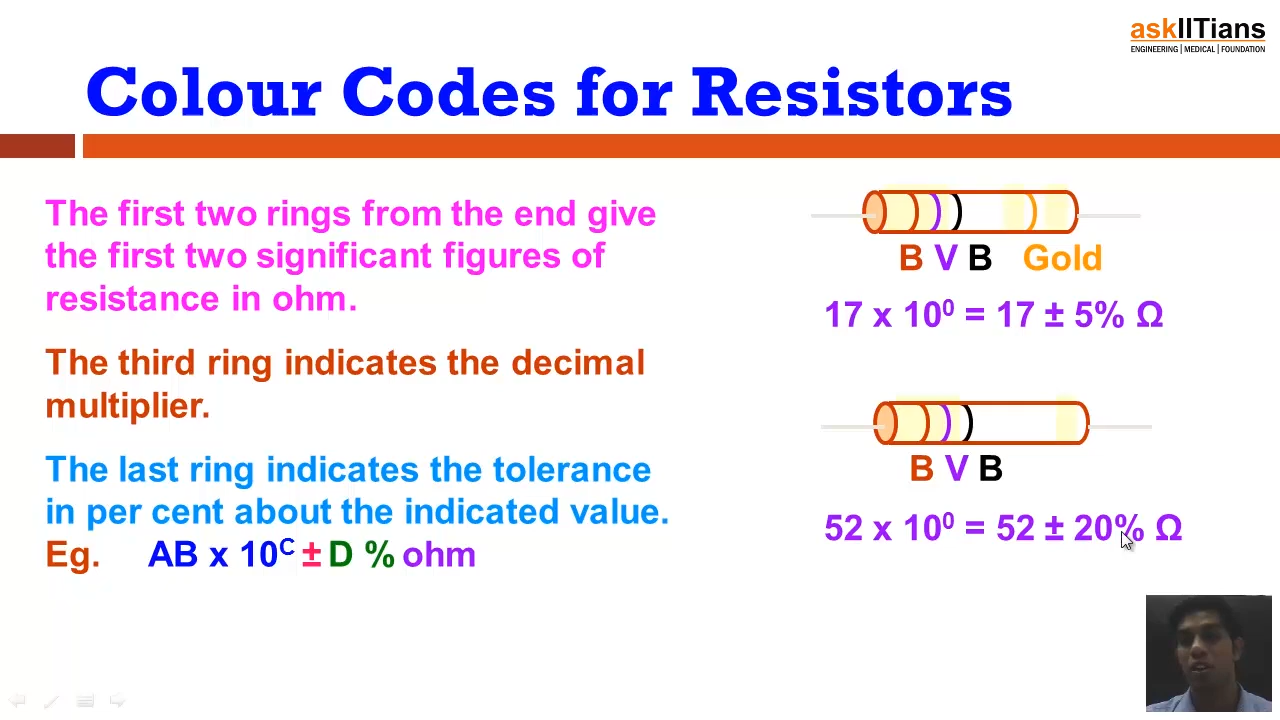 askIITians
ENGINEERING | MEDICAL | FOUNDATION
Colour Codes for Resistors
The first two rings from the end give
the first two significant figures of
resistance in ohm.
The third ring indicates the decimal
multiplier.
The last ring indicates the tolerance
in per cent about the indicated value.
Eg. AB x 10ᶜ ± D % ohm
B V B Gold
17 x 10⁰ = 17 ± 5% Ω
B V B
52 x 10⁰ = 52 ± 20% Ω